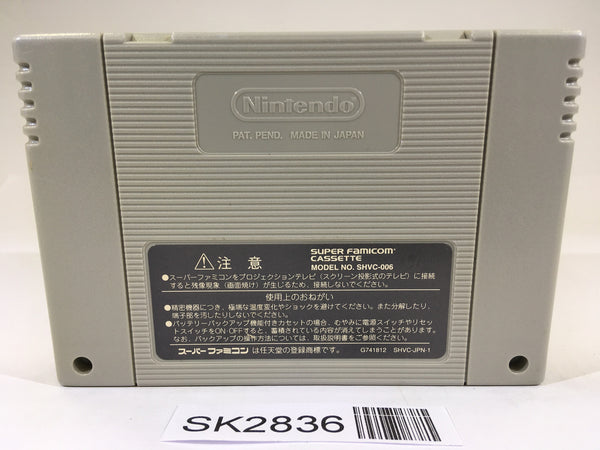 Nintendo
PAT. PEND. MADE IN JAPAN
⚠注意
SUPER FAMICOM
CASSETTE
MODEL NO. SHVC-006
●スーパーファミコンをプロジェクションテレビ(スクリーン投影式のテレビ)に接続
すると残像現象(画面焼け)が生じるため、接続しないでください。
使用上のおねがい
●精密機器につき、極端な温度変化やショックを避けてください。また分解したり、
端子部を汚したりしないでください。
●バッテリーバックアップ機能付きカセットの場合、むやみに電源スイッチやリセ
ットスイッチをON/OFFすると、蓄積されている内容が消えてしまうことがあります。
なお、バックアップの操作方法については、取扱説明書をご参照ください。
スーパーファミコンは任天堂の登録商標です。
G741812 SHVC-JPN-1
SK2836